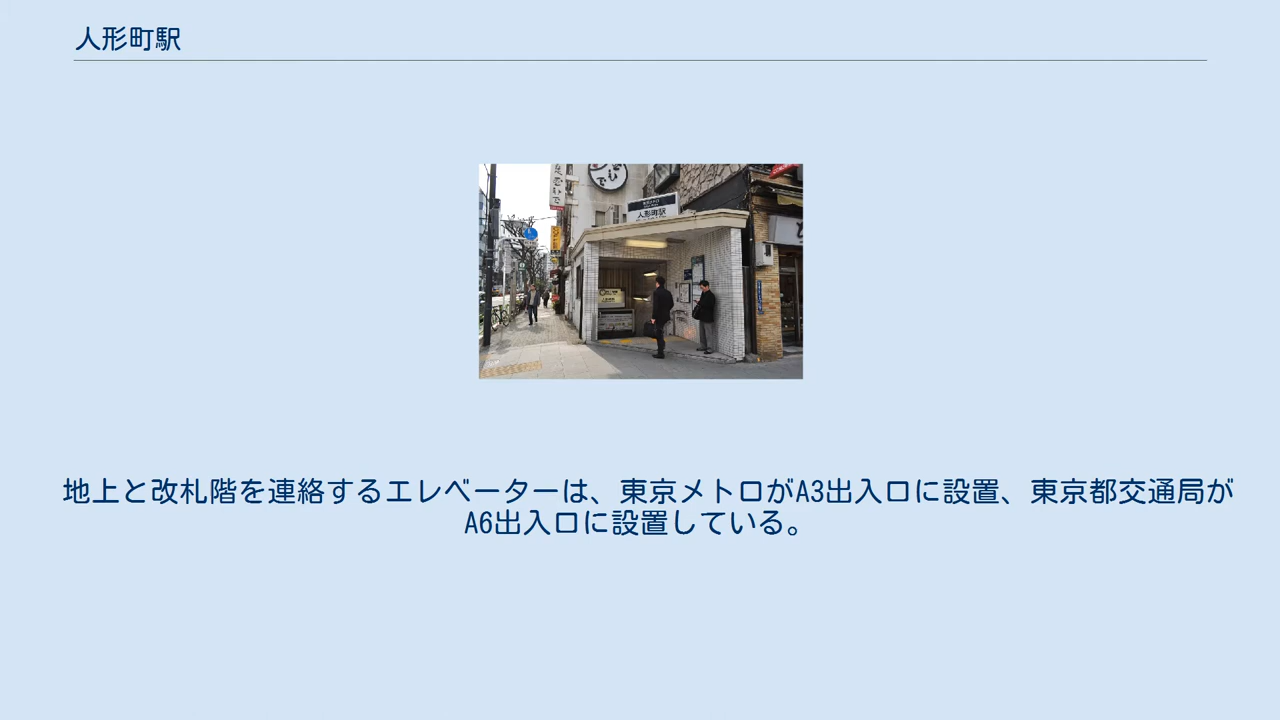 人形町駅
人形町駅
地上と改札階を連絡するエレベーターは、東京メトロがA3出入口に設置、東京都交通局が
A6出入口に設置している。